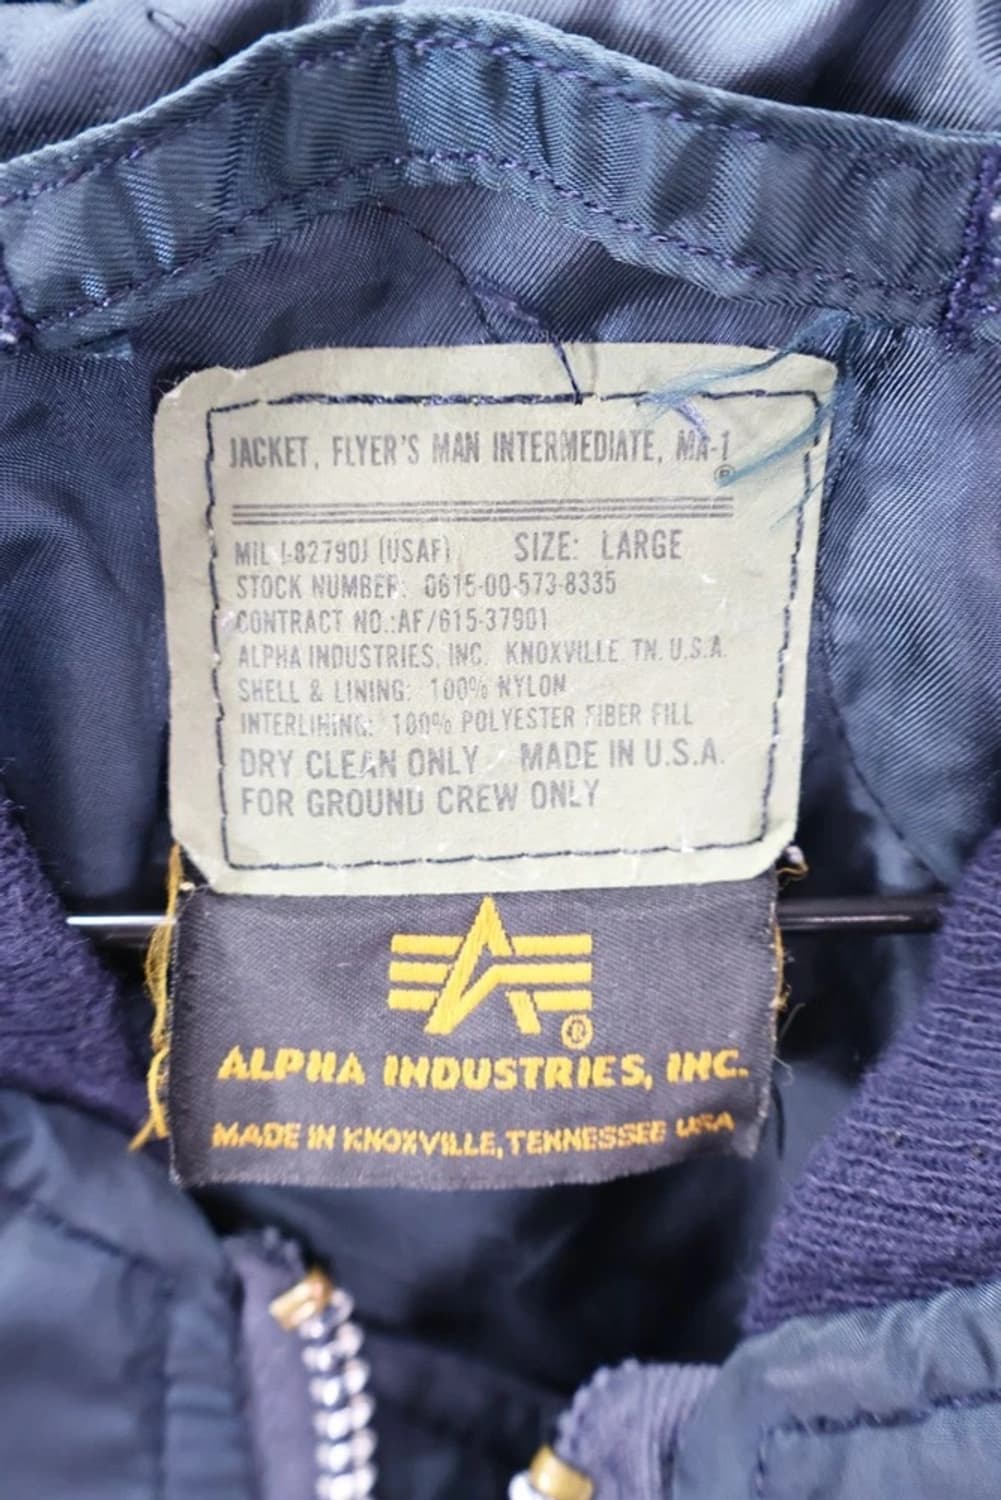 JACKET, FLYER'S MAN INTERMEDIATE, MA-1
®
MIL-J-8279OJ (USAF) SIZE: LARGE
STOCK NUMBER: 0615-00-573-8335
CONTRACT NO.:AF/615-37901
ALPHA INDUSTRIES, INC. KNOXVILLE TN. U.S.A.
SHELL & LINING: 100% NYLON
INTERLINING: 100% POLYESTER FIBER FILL
DRY CLEAN ONLY MADE IN U.S.A.
FOR GROUND CREW ONLY
®
ALPHA INDUSTRIES, INC.
MADE IN KNOXVILLE, TENNESSEE USA